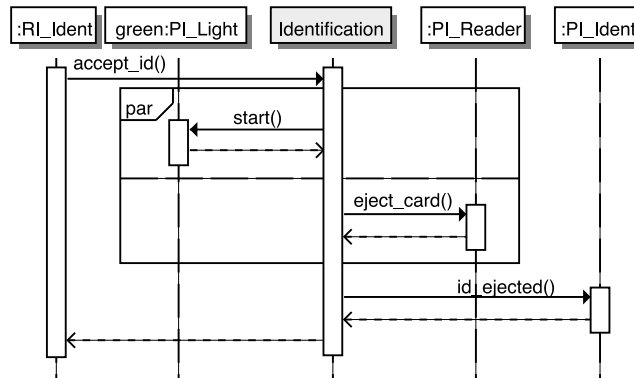 :RI_Ident
green:PI_Light
Identification
:PI_Reader
:PI_Ident
accept_id()
par
start()
eject_card()
id_ejected()